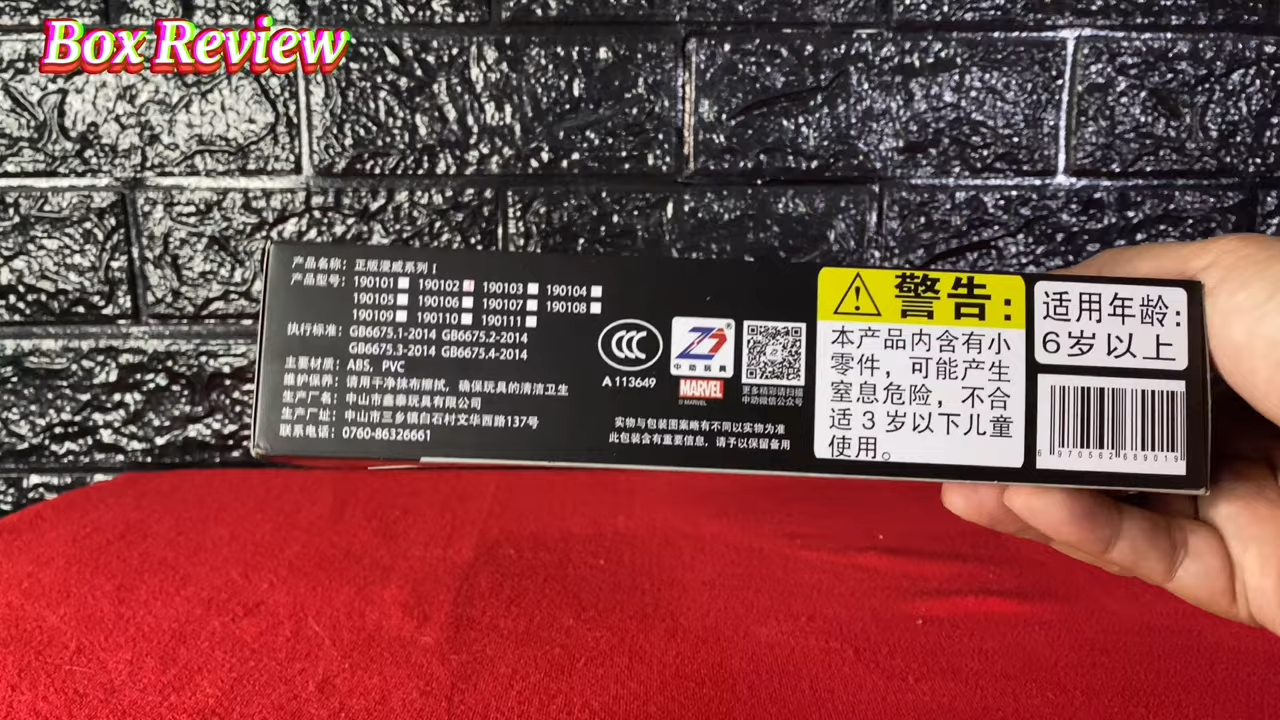 Box Review
产品名称：正版漫威系列 I
产品型号：190101 190102 190103 190104
190105 190106 190107 190108
190109 190110 190111
执行标准：GB6675.1-2014 GB6675.2-2014
GB6675.3-2014 GB6675.4-2014
主要材质：ABS, PVC
维护保养：请用干净抹布擦拭，确保玩具的清洁卫生
生产厂名：中山市鑫泰玩具有限公司
生产厂址：中山市三乡镇白石村文华西路137号
联系电话：0760-86326661
CCC
A 113649
ZD
®
中动玩具
MARVEL
© MARVEL
更多精彩请扫描
中动微信公众号
实物与包装图案略有不同以实物为准
此包装含有重要信息，请予以保留备用
警告：
本产品内含有小
零件，可能产生
窒息危险，不合
适 3 岁以下儿童
使用。
适用年龄：
6岁以上
6 970562 689019